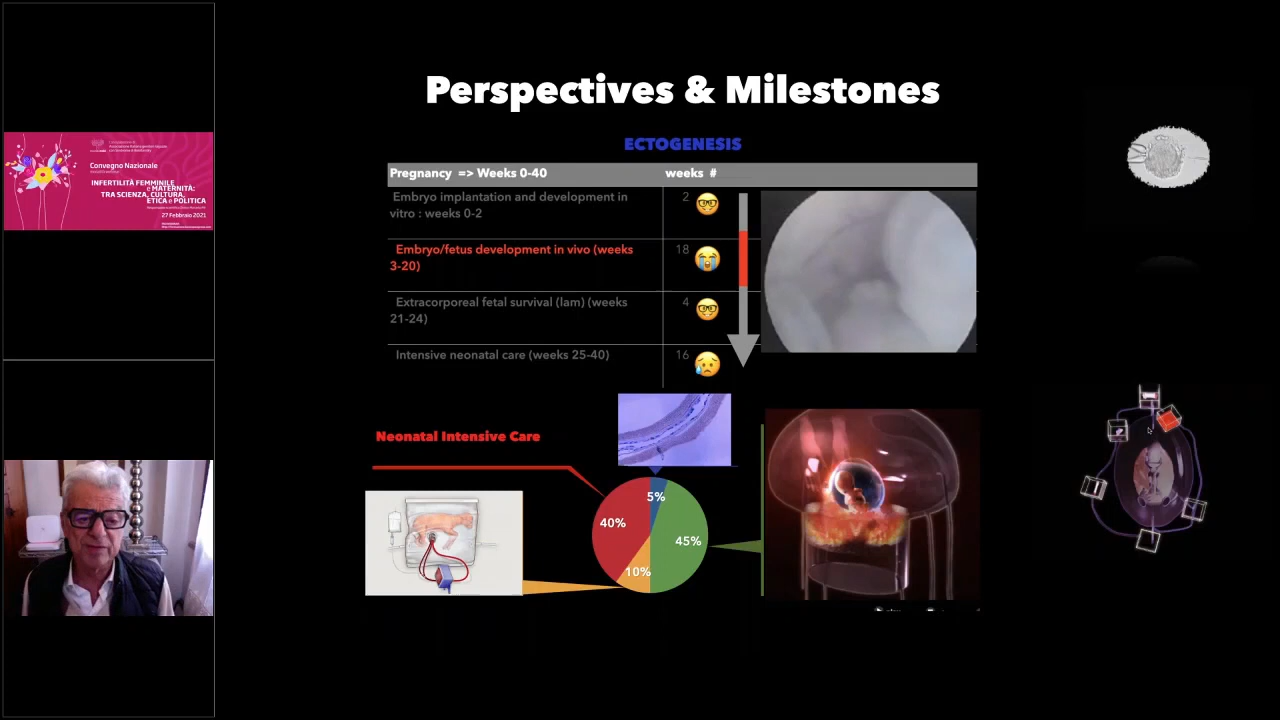 Perspectives & Milestones
ECTOGENESIS
Pregnancy => Weeks 0-40
weeks #
Embryo implantation and development in
vitro : weeks 0-2
2
Embryo/fetus development in vivo (weeks
3-20)
18
Extracorporeal fetal survival (lam) (weeks
21-24)
4
Intensive neonatal care (weeks 25-40)
16
Neonatal Intensive Care
5%
40%
45%
10%
Convegno Nazionale
INFERTILITÀ FEMMINILE
e MATERNITÀ:
TRA SCIENZA, CULTURA,
ETICA e POLITICA
27 Febbraio 2021